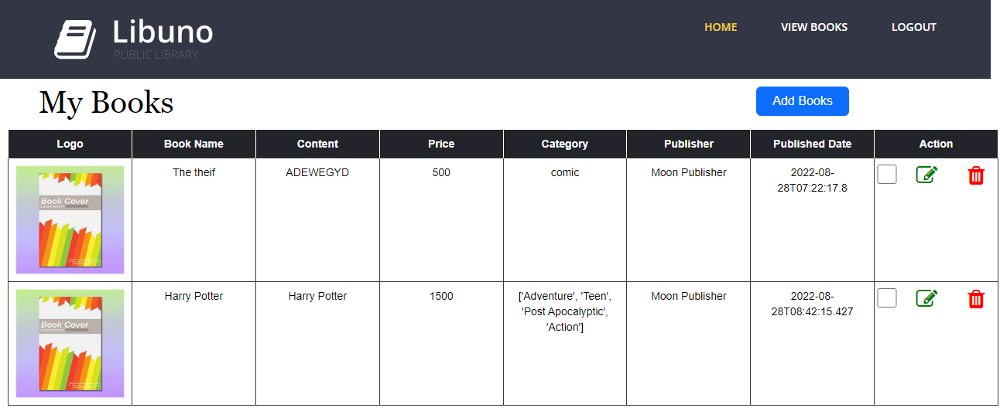 Libuno
PUBLIC LIBRARY
HOME VIEW BOOKS LOGOUT
My Books
Add Books
Logo Book Name Content Price Category Publisher Published Date Action
Book Cover
The theif ADEWEGYD 500 comic Moon Publisher 2022-08-
28T07:22:17.8
Book Cover
Harry Potter Harry Potter 1500 ['Adventure', 'Teen', Moon Publisher 2022-08-
'Post Apocalyptic', 28T08:42:15.427
'Action']